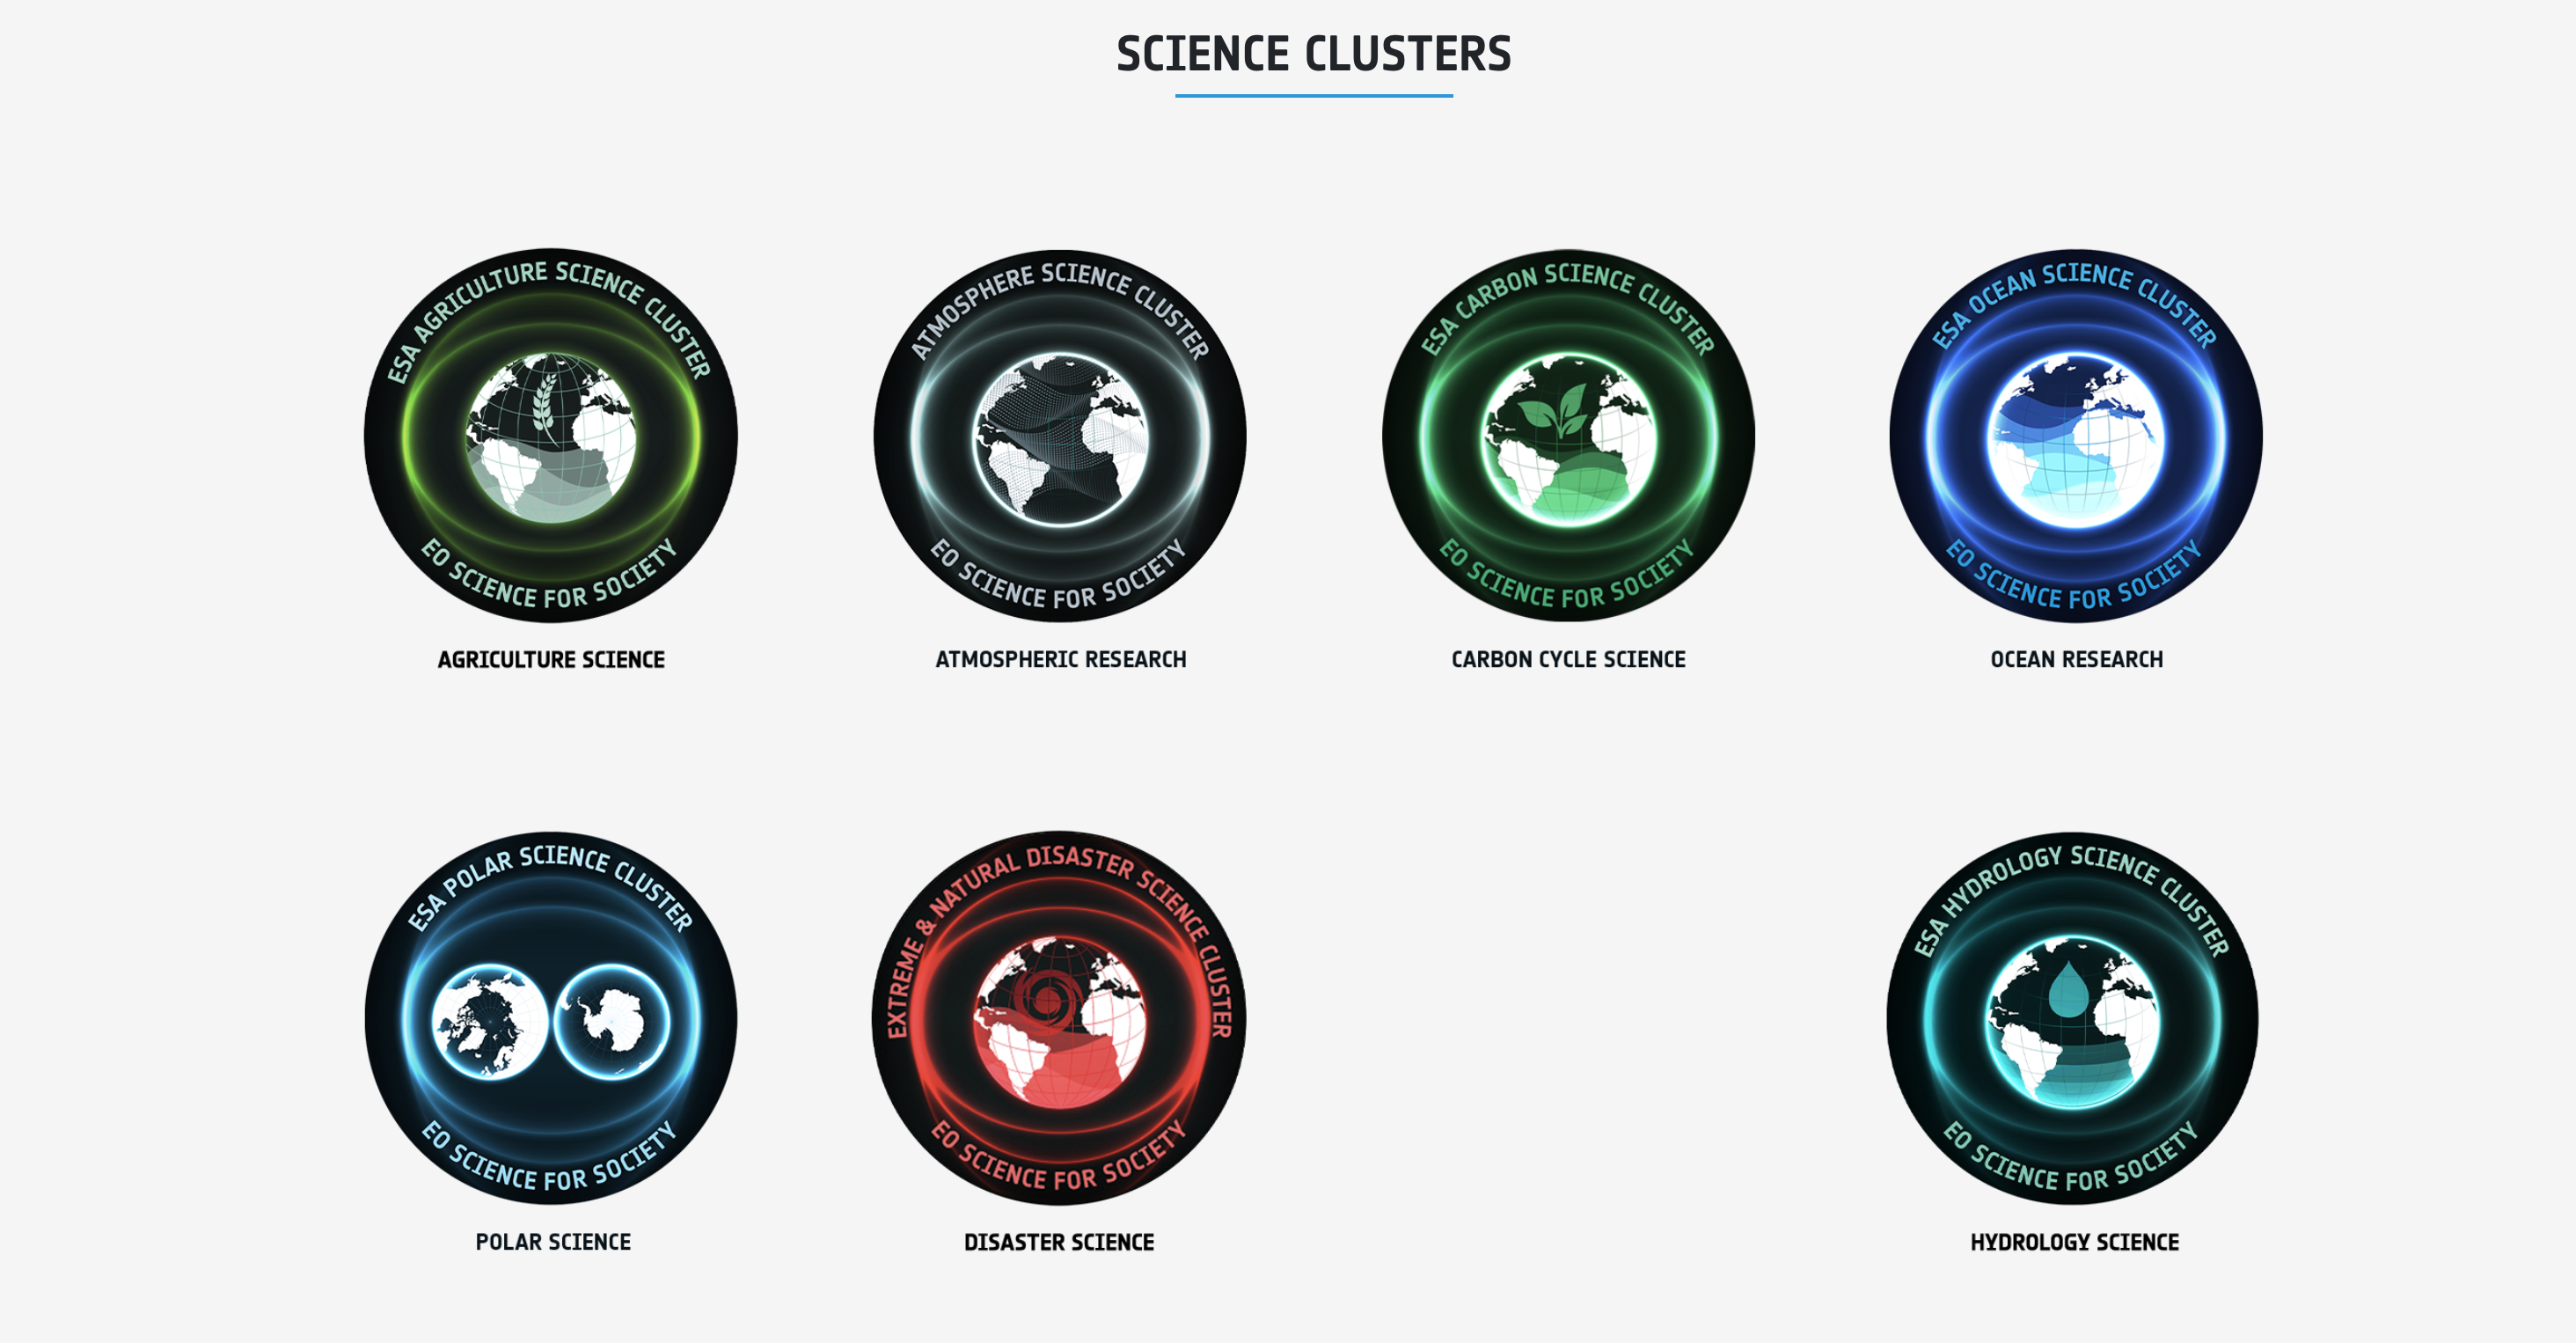 SCIENCE CLUSTERS
ESA AGRICULTURE SCIENCE CLUSTER
EO SCIENCE FOR SOCIETY
AGRICULTURE SCIENCE
ATMOSPHERE SCIENCE CLUSTER
EO SCIENCE FOR SOCIETY
ATMOSPHERIC RESEARCH
ESA CARBON SCIENCE CLUSTER
EO SCIENCE FOR SOCIETY
CARBON CYCLE SCIENCE
ESA OCEAN SCIENCE CLUSTER
EO SCIENCE FOR SOCIETY
OCEAN RESEARCH
ESA POLAR SCIENCE CLUSTER
EO SCIENCE FOR SOCIETY
POLAR SCIENCE
EXTREME & NATURAL DISASTER SCIENCE CLUSTER
EO SCIENCE FOR SOCIETY
DISASTER SCIENCE
ESA HYDROLOGY SCIENCE CLUSTER
EO SCIENCE FOR SOCIETY
HYDROLOGY SCIENCE